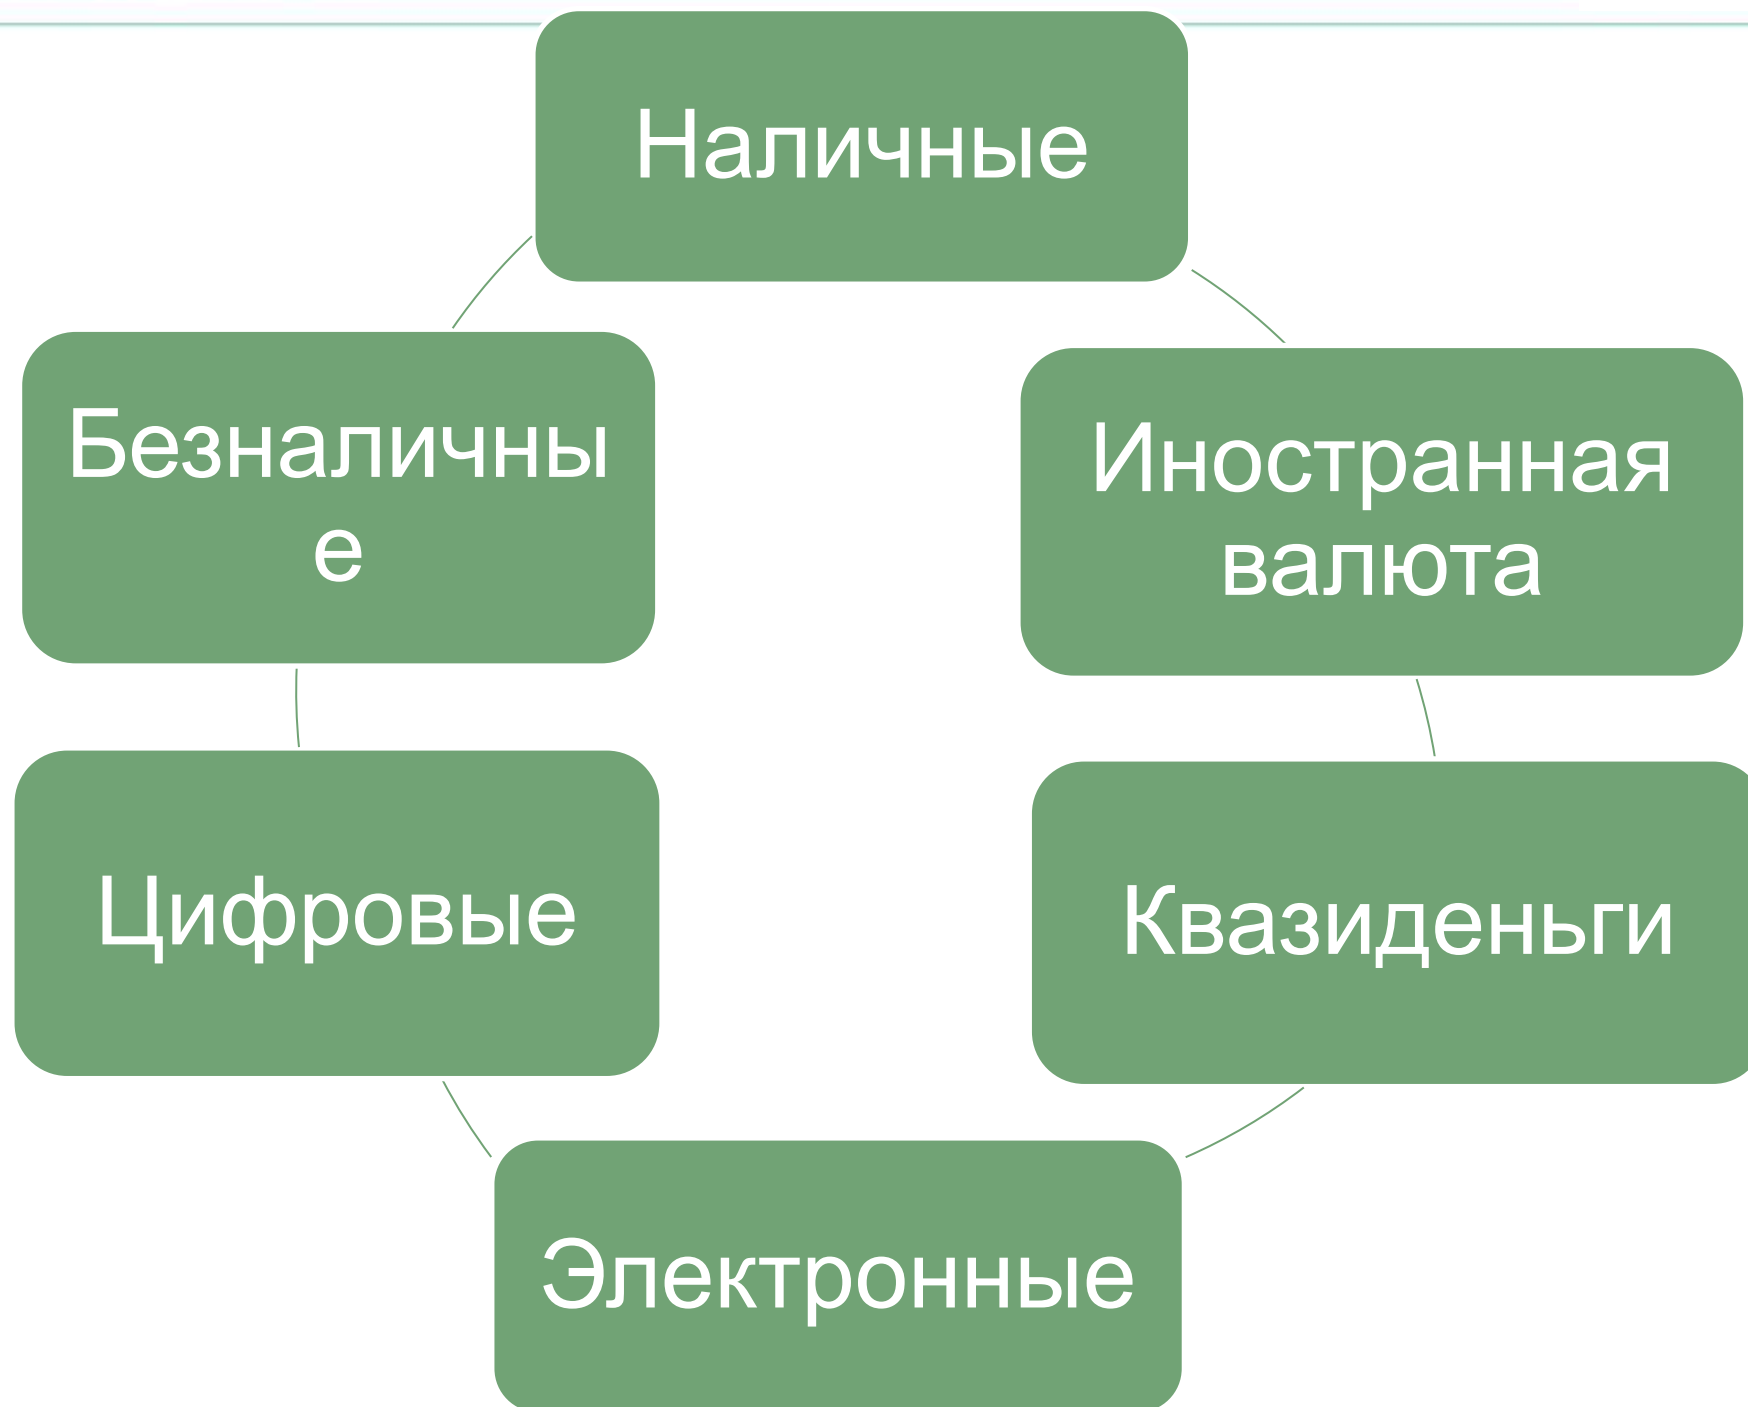 Наличные
Безналичны
е
Иностранная
валюта
Цифровые
Квазиденьги
Электронные